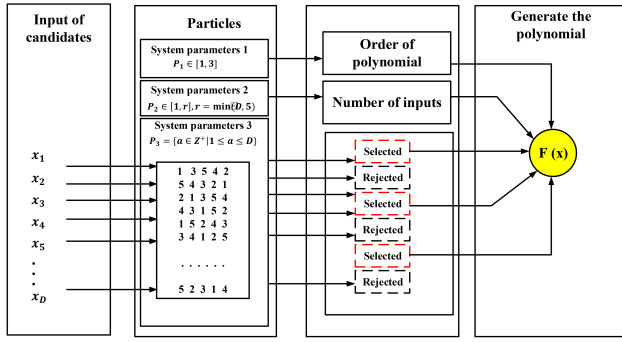 Input of
candidates
x₁
x₂
x₃
x₄
x₅
.
.
.
x_D
Particles
System parameters 1
P₁ ∈ [1, 3]
System parameters 2
P₂ ∈ [1, r], r = min(D, 5)
System parameters 3
P₃ = {a ∈ Z⁺|1 ≤ a ≤ D}
1 3 5 4 2
5 4 3 2 1
2 1 3 5 4
4 3 1 5 2
1 5 2 4 3
3 4 1 2 5
. . . . . .
5 2 3 1 4
Order of
polynomial
Number of inputs
Selected
Rejected
Selected
Rejected
Selected
Rejected
Generate the
polynomial
F (x)